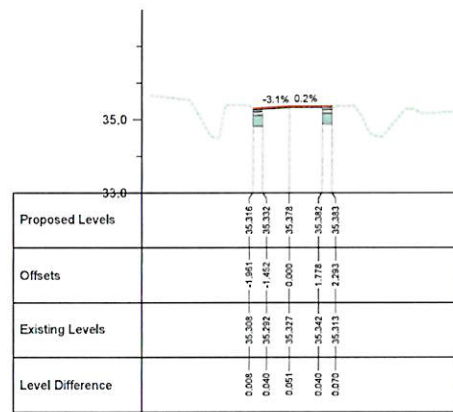 -3.1% 0.2%
35,0
33.0
Proposed Levels 35.316 35.332 35.378 35.382 35.383
Offsets -1.961 -1.452 0.000 1.778 2.293
Existing Levels 35.308 35.292 35.327 35.342 35.313
Level Difference 0.008 0.040 0.051 0.040 0.070